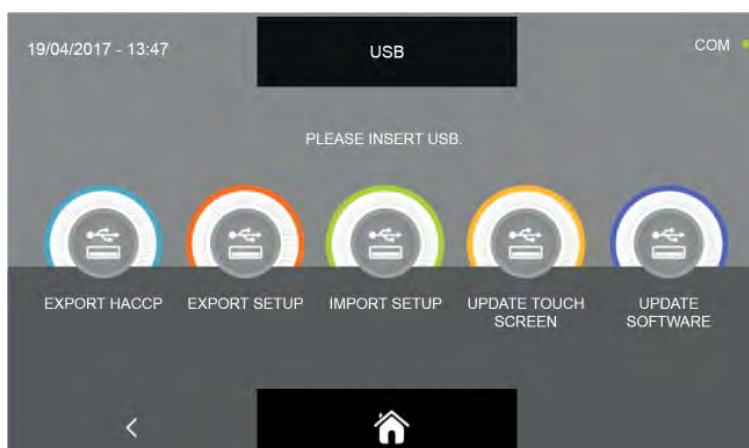 19/04/2017 - 13:47
USB
COM
PLEASE INSERT USB.
EXPORT HACCP
EXPORT SETUP
IMPORT SETUP
UPDATE TOUCH
SCREEN
UPDATE
SOFTWARE